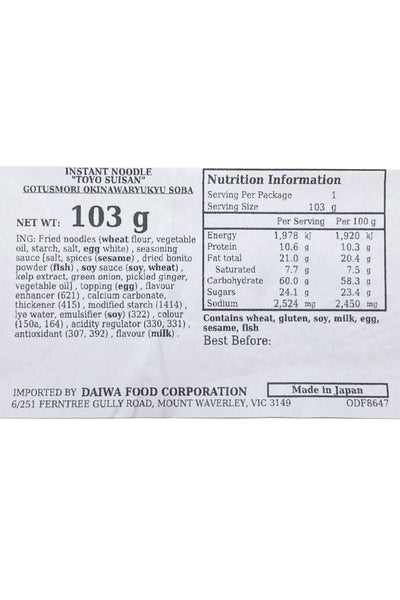 INSTANT NOODLE
"TOYO SUISAN"
GOTUSMORI OKINAWARYUKYU SOBA
NET WT: 103 g
ING: Fried noodles (wheat flour, vegetable
oil, starch, salt, egg white) , seasoning
sauce [salt, spices (sesame) , dried bonito
powder (fish) , soy sauce (soy, wheat) ,
kelp extract, green onion, pickled ginger,
vegetable oil] , topping (egg) , flavour
enhancer (621) , calcium carbonate,
thickener (415) , modified starch (1414) ,
lye water, emulsifier (soy) (322) , colour
(150a, 164) , acidity regulator (330, 331) ,
antioxidant (307, 392) , flavour (milk) .
Nutrition Information
Serving Per Package 1
Serving Size 103 g
Per Serving Per 100 g
Energy 1,978 kj 1,920 kj
Protein 10.6 g 10.3 g
Fat total 21.0 g 20.4 g
Saturated 7.7 g 7.5 g
Carbohydrate 60.0 g 58.3 g
Sugars 24.1 g 23.4 g
Sodium 2,524 mg 2,450 mg
Contains wheat, gluten, soy, milk, egg,
sesame, fish
Best Before:
IMPORTED BY DAIWA FOOD CORPORATION
6/251 FERNTREE GULLY ROAD, MOUNT WAVERLEY, VIC 3149
Made in Japan
ODF8647